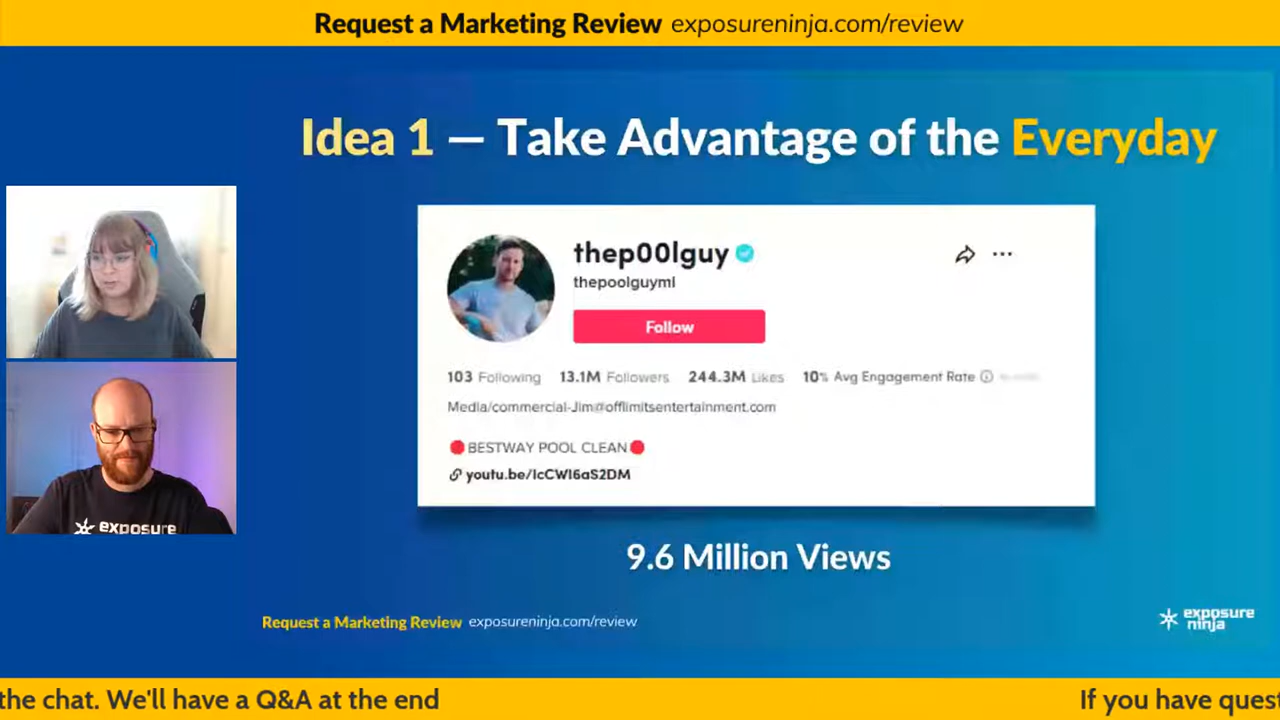 Request a Marketing Review exposureninja.com/review
Idea 1 — Take Advantage of the Everyday
thep00lguy
thepoolguymi
Follow
103 Following 13.1M Followers 244.3M Likes 10% Avg Engagement Rate
Media/commercial-Jim@offlimitsentertainment.com
BESTWAY POOL CLEAN
youtu.be/IcCWI6aS2DM
9.6 Million Views
exposure
Request a Marketing Review exposureninja.com/review
exposure
ninja
the chat. We'll have a Q&A at the end
If you have quest